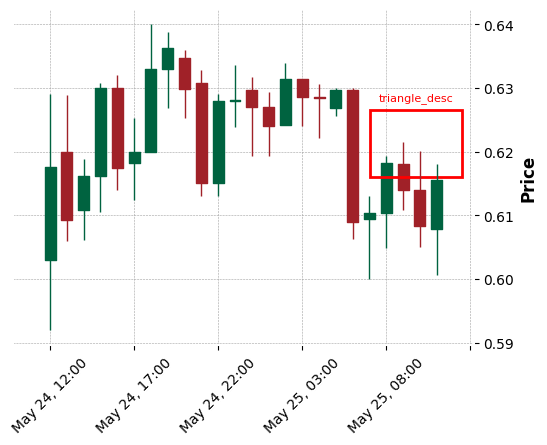 0.64
0.63
triangle_desc
0.62
0.61
0.60
0.59
Price
May 24, 12:00
May 24, 17:00
May 24, 22:00
May 25, 03:00
May 25, 08:00